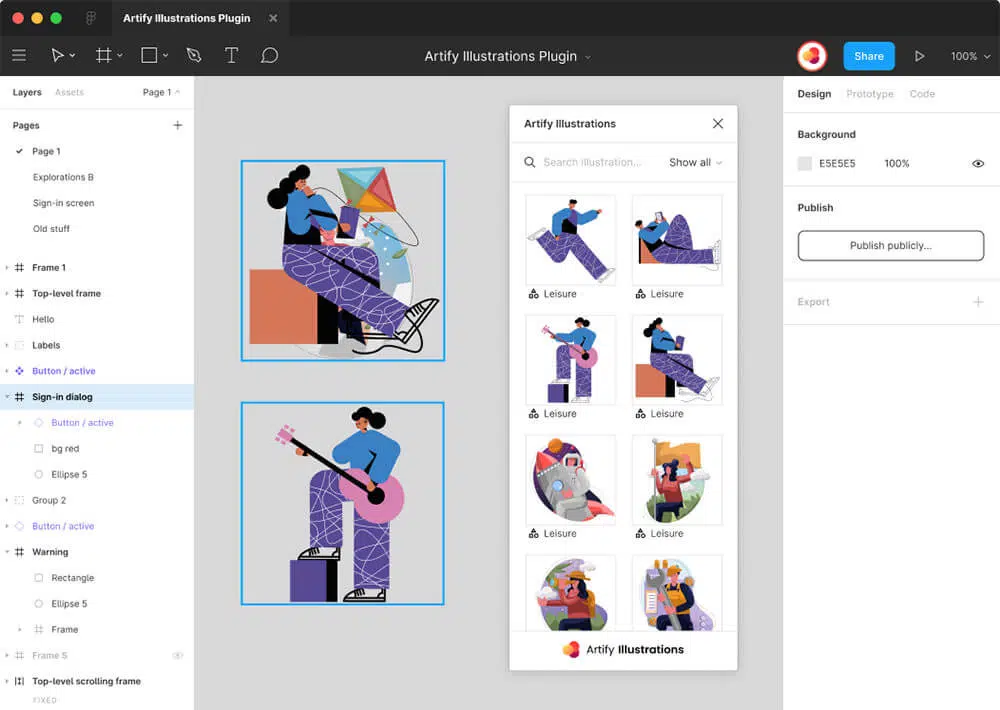 Artify Illustrations Plugin
Artify Illustrations Plugin
Share
100%
Layers Assets Page 1
Pages
Page 1
Explorations B
Sign-in screen
Old stuff
Frame 1
Top-level frame
Hello
Labels
Button / active
Sign-in dialog
Button / active
bg red
Ellipse 5
Group 2
Button / active
Warning
Rectangle
Ellipse 5
Frame
Frame 5
Top-level scrolling frame
FIXED
Artify Illustrations
Search illustration... Show all
Leisure Leisure
Leisure Leisure
Leisure Leisure
Artify Illustrations
Design Prototype Code
Background
E5E5E5 100%
Publish
Publish publicly...
Export